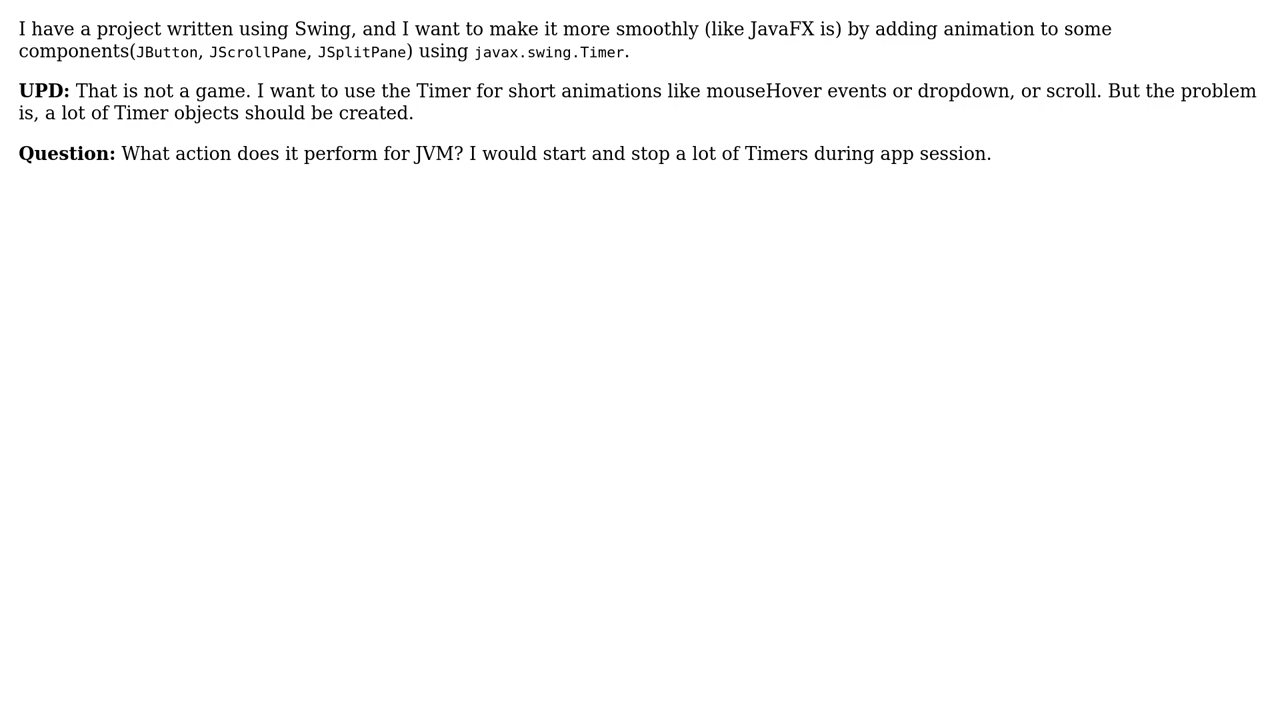 I have a project written using Swing, and I want to make it more smoothly (like JavaFX is) by adding animation to some
components(JButton, JScrollPane, JSplitPane) using javax.swing.Timer.
UPD: That is not a game. I want to use the Timer for short animations like mouseHover events or dropdown, or scroll. But the problem
is, a lot of Timer objects should be created.
Question: What action does it perform for JVM? I would start and stop a lot of Timers during app session.